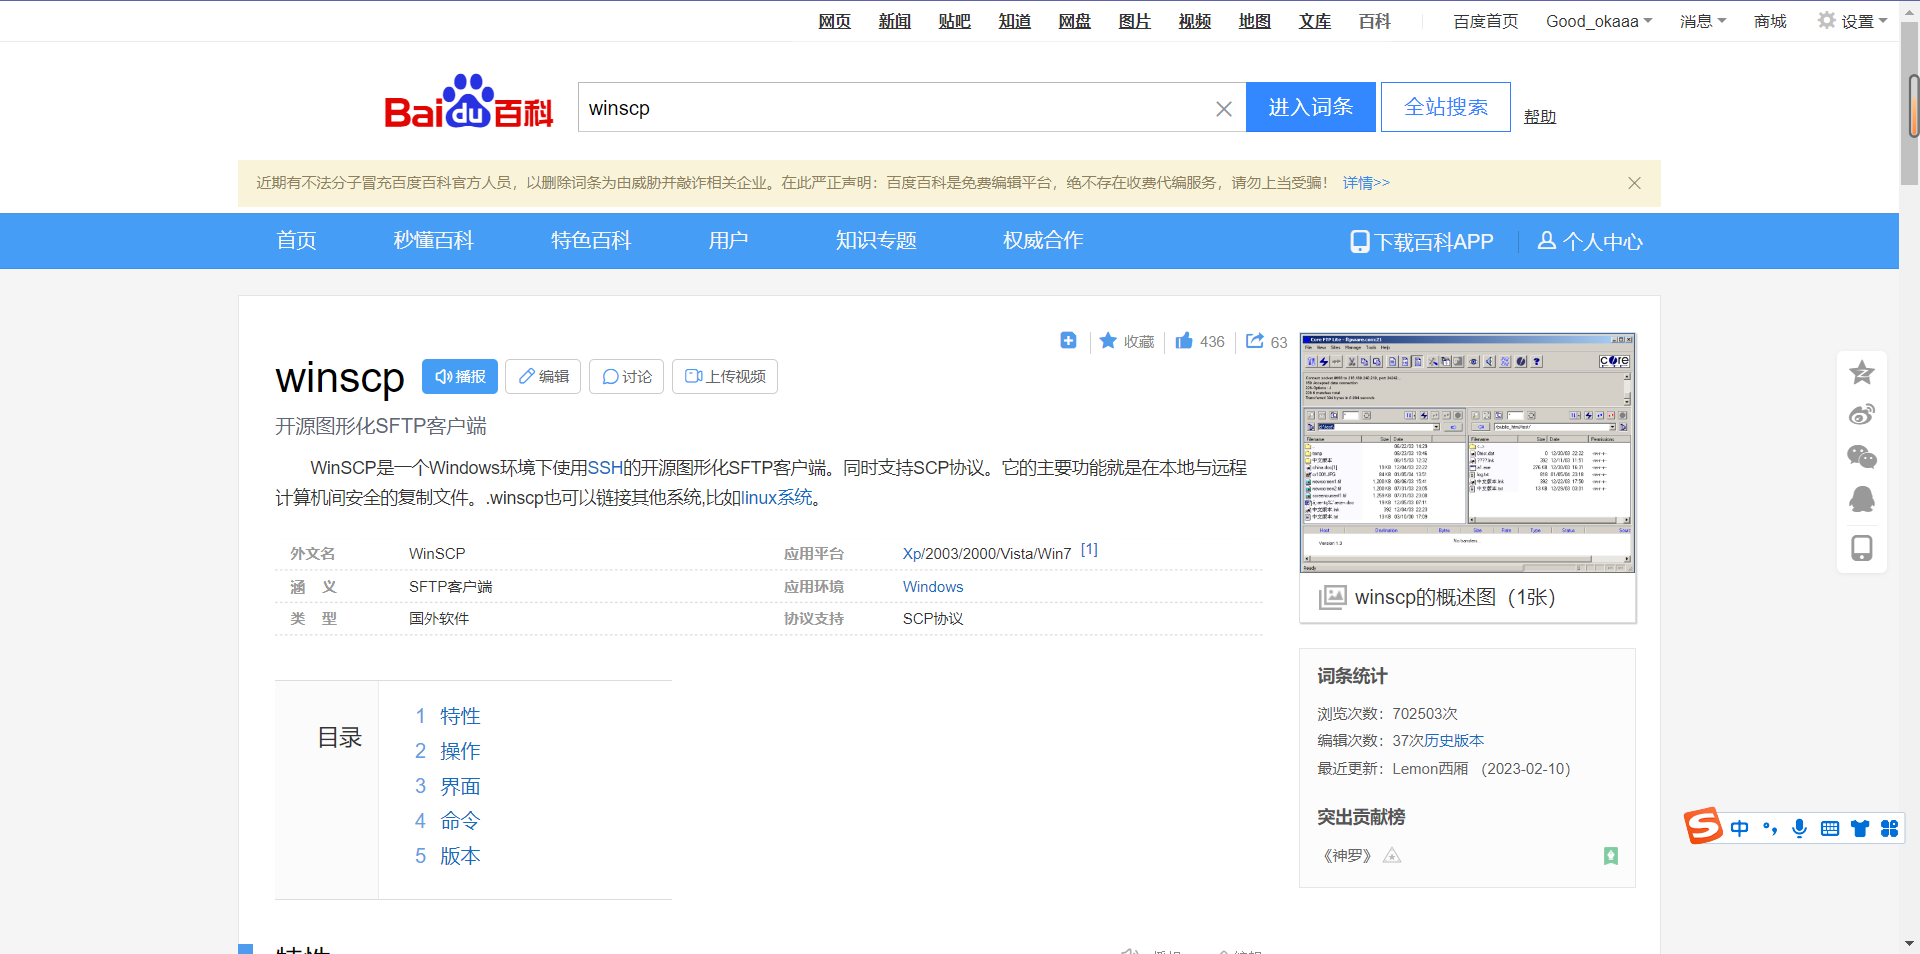 网页 新闻 贴吧 知道 网盘 图片 视频 地图 文库 百科 百度首页 Good_okaaa 消息 商城 设置
Baidu百科 winscp 进入词条 全站搜索 帮助
近期有不法分子冒充百度百科官方人员，以删除词条为由威胁并敲诈相关企业。在此严正声明：百度百科是免费编辑平台，绝不存在收费代编服务，请勿上当受骗！ 详情>>
首页 秒懂百科 特色百科 用户 知识专题 权威合作 下载百科APP 个人中心
收藏 436 63
winscp 播报 编辑 讨论 上传视频
开源图形化SFTP客户端
WinSCP是一个Windows环境下使用SSH的开源图形化SFTP客户端。同时支持SCP协议。它的主要功能就是在本地与远程
计算机间安全的复制文件。.winscp也可以链接其他系统,比如linux系统。
外文名 WinSCP 应用平台 Xp/2003/2000/Vista/Win7 [1]
涵 义 SFTP客户端 应用环境 Windows
类 型 国外软件 协议支持 SCP协议
winscp的概述图（1张）
目录
1 特性
2 操作
3 界面
4 命令
5 版本
词条统计
浏览次数：702503次
编辑次数：37次历史版本
最近更新：Lemon西厢 （2023-02-10）
突出贡献榜
《神罗》
中
特性